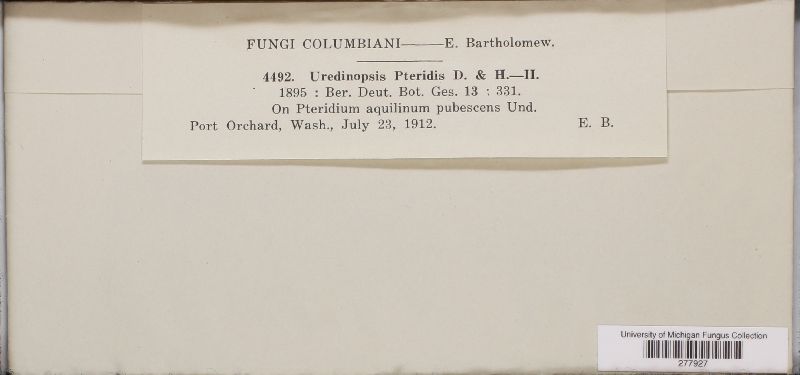 FUNGI COLUMBIANI——E. Bartholomew.
4492. Uredinopsis Pteridis D. & H.—II.
1895 : Ber. Deut. Bot. Ges. 13 : 331.
On Pteridium aquilinum pubescens Und.
Port Orchard, Wash., July 23, 1912. E. B.
University of Michigan Fungus Collection
277927